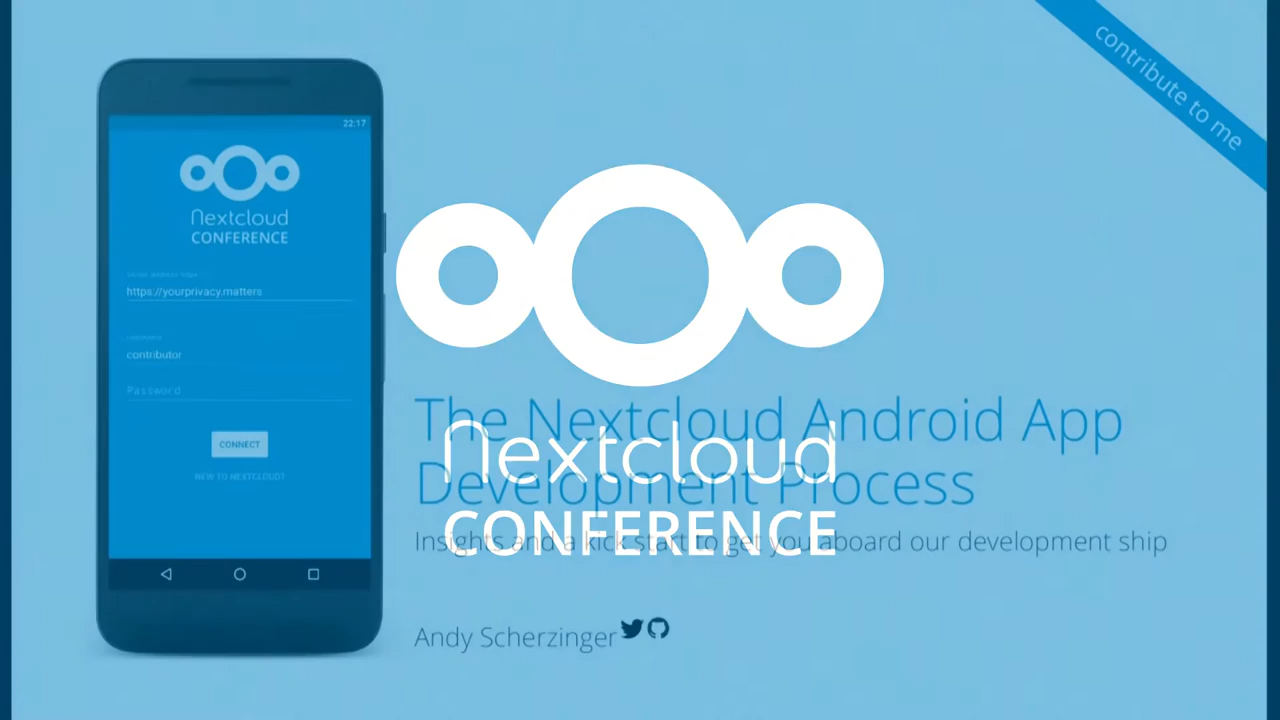 contribute to me
22:17
Nextcloud
CONFERENCE
https://yourprivacy.matters
contributor
Password
CONNECT
NEW TO NEXTCLOUD?
The Nextcloud Android App
Development Process
Nextcloud
CONFERENCE
Insights and a kick start to get you aboard our development ship
Andy Scherzinger